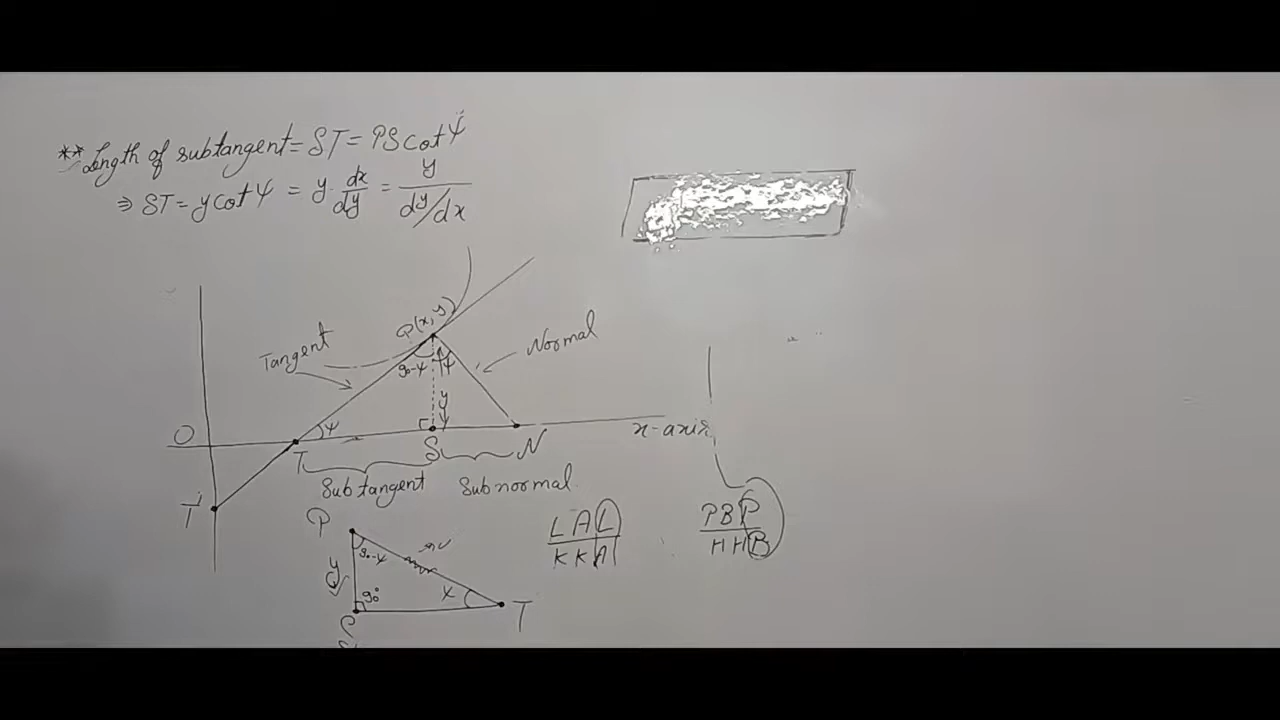 ** Length of subtangent = ST = PS cot ψ
⇒ ST = y cot ψ = y. dx/dy = y/(dy/dx)
P(x, y)
Tangent
Normal
90-ψ
ψ
y
ψ
O
T
S
N
x-axis
T'
Subtangent
Subnormal
P
LAL
KKA
PBP
HHB
90-ψ
y
90°
T
S